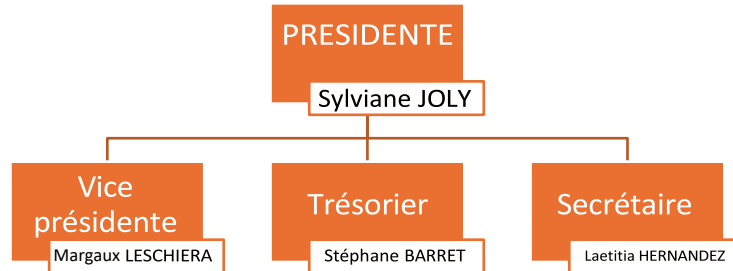 PRESIDENTE
Sylviane JOLY
Vice
présidente
Margaux LESCHIERA
Trésorier
Stéphane BARRET
Secrétaire
Laetitia HERNANDEZ